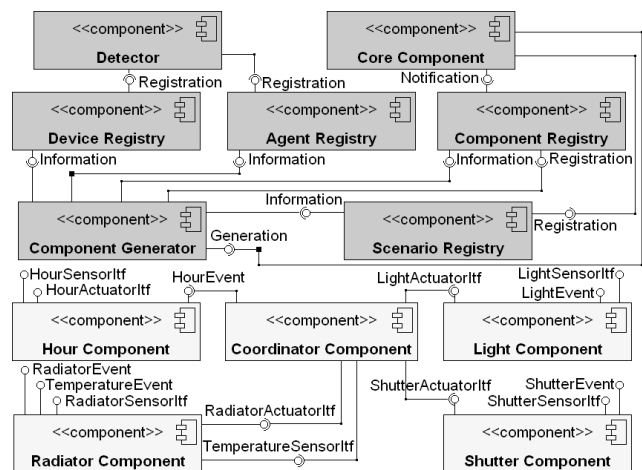 <<component>>
Detector
<<component>>
Core Component
Registration
Registration
Notification
<<component>>
Device Registry
<<component>>
Agent Registry
<<component>>
Component Registry
Information
Information
Information
Registration
<<component>>
Component Generator
Information
<<component>>
Scenario Registry
Registration
Generation
HourSensorItf
HourActuatorItf
HourEvent
LightActuatorItf
LightSensorItf
LightEvent
<<component>>
Hour Component
<<component>>
Coordinator Component
<<component>>
Light Component
RadiatorEvent
TemperatureEvent
RadiatorSensorItf
ShutterActuatorItf
ShutterEvent
ShutterSensorItf
RadiatorActuatorItf
TemperatureSensorItf
<<component>>
Radiator Component
<<component>>
Shutter Component